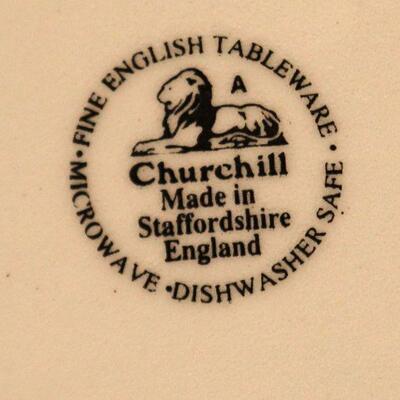 • FINE ENGLISH TABLEWARE •
A
Churchill
Made in
Staffordshire
England
MICROWAVE • DISHWASHER SAFE